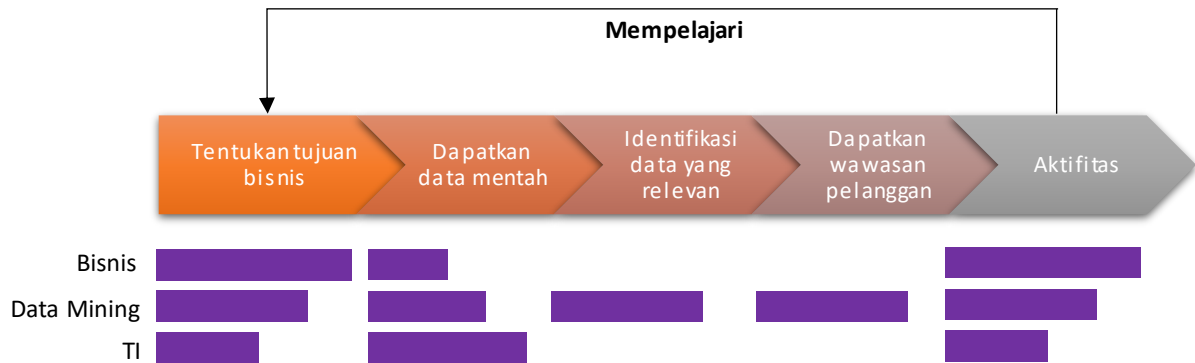 Mempelajari
Tentukan tujuan
bisnis
Dapatkan
data mentah
Identifikasi
data yang
relevan
Dapatkan
wawasan
pelanggan
Aktifitas
Bisnis
Data Mining
TI